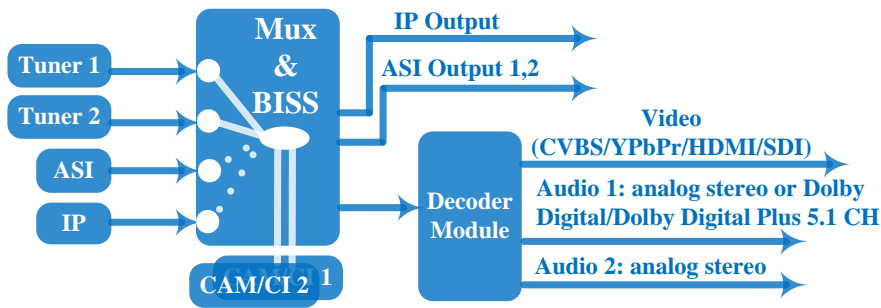 Mux
&
BISS
IP Output
ASI Output 1,2
Tuner 1
Tuner 2
ASI
IP
CAM/CI 1
CAM/CI 2
Decoder
Module
Video
(CVBS/YPbPr/HDMI/SDI)
Audio 1: analog stereo or Dolby
Digital/Dolby Digital Plus 5.1 CH
Audio 2: analog stereo